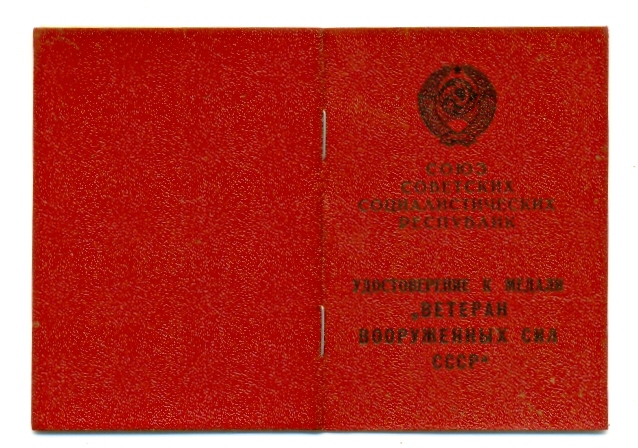 СОЮЗ
СОВЕТСКИХ
СОЦИАЛИСТИЧЕСКИХ
РЕСПУБЛИК
УДОСТОВЕРЕНИЕ К МЕДАЛИ
„ВЕТЕРАН
ВООРУЖЕННЫХ СИЛ
СССР“